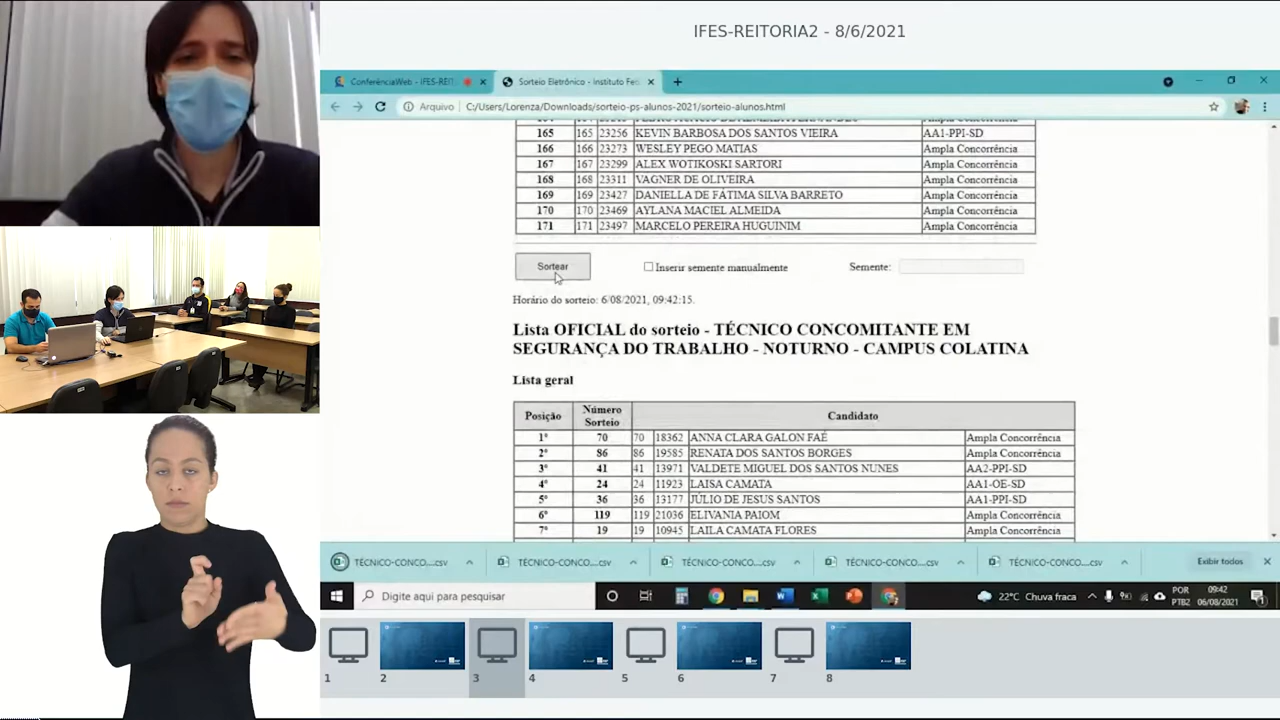 IFES-REITORIA2 - 8/6/2021
ConferênciaWeb - IFES-REIT
Sorteio Eletrônico - Instituto Fe
Arquivo
C:/Users/Lorenza/Downloads/sorteio-ps-alunos-2021/sorteio-alunos.html
165 165 23256 KEVIN BARBOSA DOS SANTOS VIEIRA AA1-PPI-SD
166 166 23273 WESLEY PEGO MATIAS Ampla Concorrência
167 167 23299 ALEX WOTIKOSKI SARTORI Ampla Concorrência
168 168 23311 VAGNER DE OLIVEIRA Ampla Concorrência
169 169 23427 DANIELLA DE FÁTIMA SILVA BARRETO Ampla Concorrência
170 170 23469 AYLANA MACIEL ALMEIDA Ampla Concorrência
171 171 23497 MARCELO PEREIRA HUGUINIM Ampla Concorrência
Sortear Inserir semente manualmente Semente:
Horário do sorteio: 6/08/2021, 09:42:15.
Lista OFICIAL do sorteio - TÉCNICO CONCOMITANTE EM
SEGURANÇA DO TRABALHO - NOTURNO - CAMPUS COLATINA
Lista geral
Posição Número Sorteio Candidato
1º 70 70 18362 ANNA CLARA GALON FAÉ Ampla Concorrência
2º 86 86 19585 RENATA DOS SANTOS BORGES Ampla Concorrência
3º 41 41 13971 VALDETE MIGUEL DOS SANTOS NUNES AA2-PPI-SD
4º 24 24 11923 LAISA CAMATA AA1-OE-SD
5º 36 36 13177 JÚLIO DE JESUS SANTOS AA1-PPI-SD
6º 119 119 21036 ELIVANIA PAIOM Ampla Concorrência
7º 19 19 10945 LAILA CAMATA FLORES Ampla Concorrência
TÉCNICO-CONCO....csv TÉCNICO-CONCO....csv TÉCNICO-CONCO....csv TÉCNICO-CONCO....csv TÉCNICO-CONCO....csv Exibir todos
Digite aqui para pesquisar
22°C Chuva fraca
POR
PTB2
09:42
06/08/2021
1 2 3 4 5 6 7 8